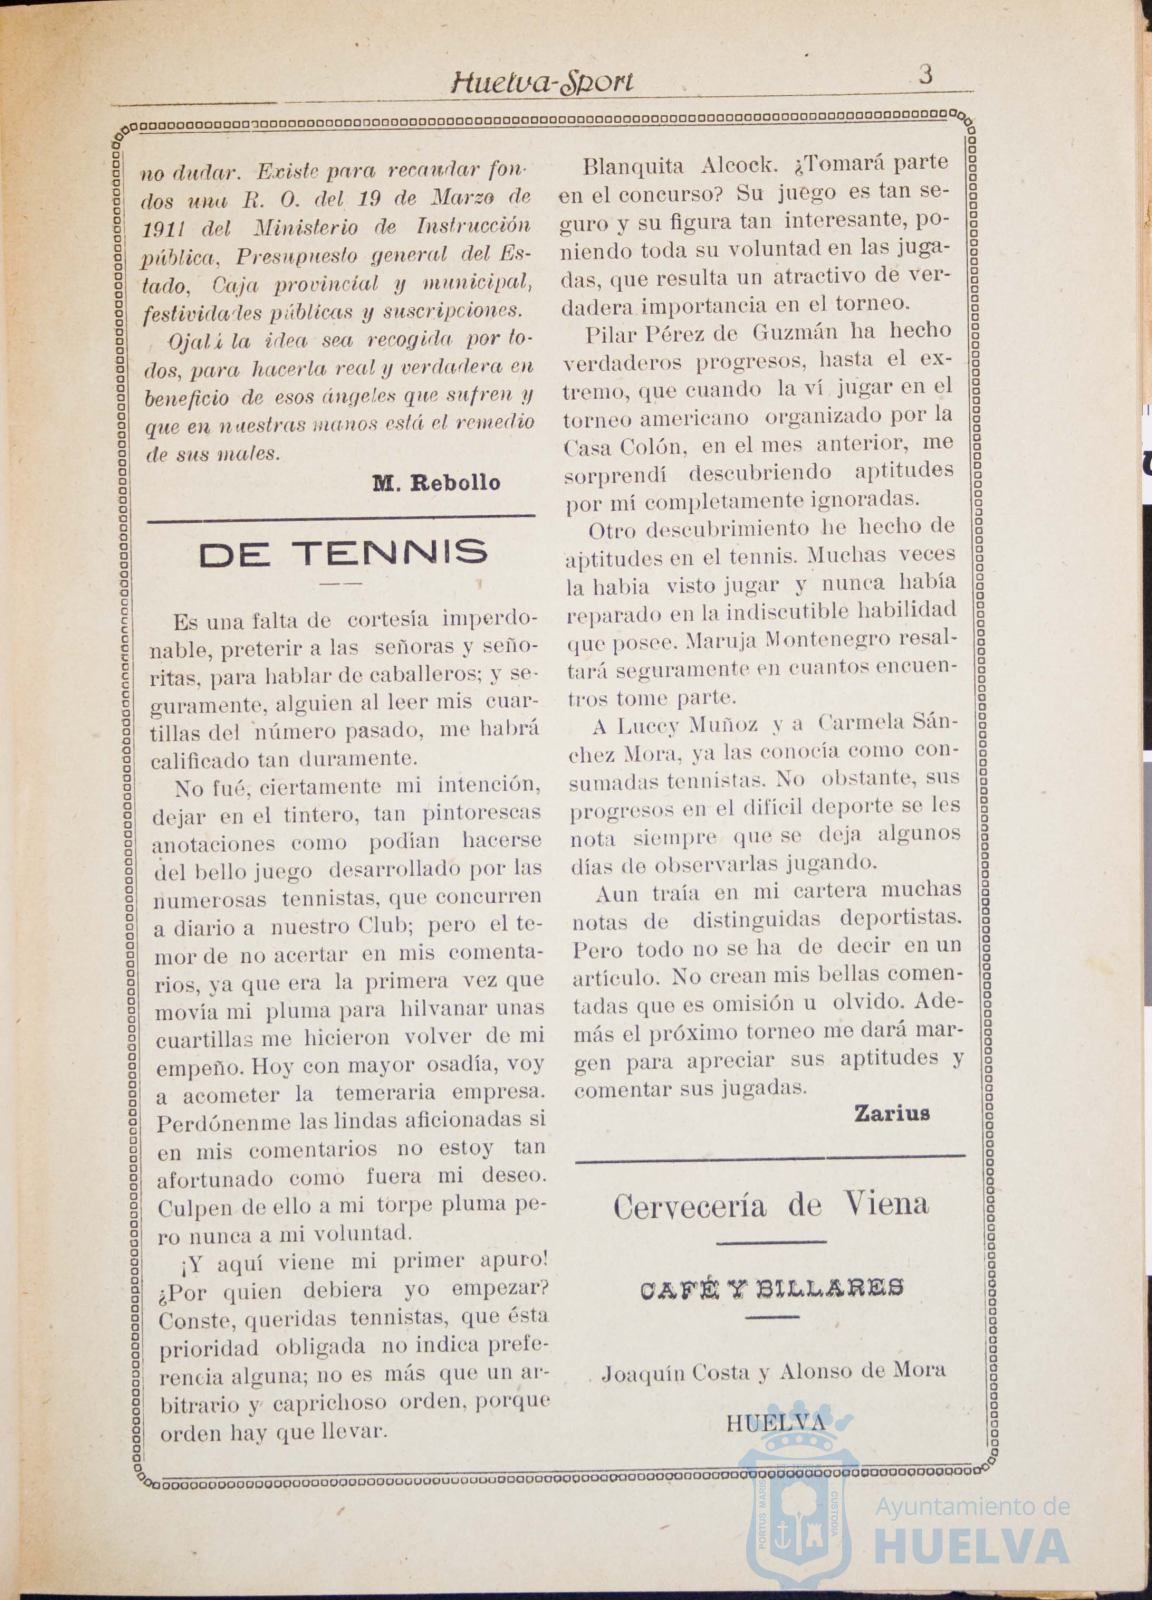 Huelva-Sport
3
no dudar. Existe para recaudar fon-
dos una R. O. del 19 de Marzo de
1911 del Ministerio de Instrucción
pública, Presupuesto general del Es-
tado, Caja provincial y municipal,
festividades públicas y suscripciones.
Ojalá la idea sea recogida por to-
dos, para hacerla real y verdadera en
beneficio de esos ángeles que sufren y
que en nuestras manos está el remedio
de sus males.
M. Rebollo
DE TENNIS
Es una falta de cortesía imperdo-
nable, preterir a las señoras y seño-
ritas, para hablar de caballeros; y se-
guramente, alguien al leer mis cuar-
tillas del número pasado, me habrá
calificado tan duramente.
No fué, ciertamente mi intención,
dejar en el tintero, tan pintorescas
anotaciones como podían hacerse
del bello juego desarrollado por las
numerosas tennistas, que concurren
a diario a nuestro Club; pero el te-
mor de no acertar en mis comenta-
rios, ya que era la primera vez que
movía mi pluma para hilvanar unas
cuartillas me hicieron volver de mi
empeño. Hoy con mayor osadía, voy
a acometer la temeraria empresa.
Perdónenme las lindas aficionadas si
en mis comentarios no estoy tan
afortunado como fuera mi deseo.
Culpen de ello a mi torpe pluma pe-
ro nunca a mi voluntad.
¡Y aquí viene mi primer apuro!
¿Por quien debiera yo empezar?
Conste, queridas tennistas, que ésta
prioridad obligada no indica prefe-
rencia alguna; no es más que un ar-
bitrario y caprichoso orden, porque
orden hay que llevar.
Blanquita Alcock. ¿Tomará parte
en el concurso? Su juego es tan se-
guro y su figura tan interesante, po-
niendo toda su voluntad en las juga-
das, que resulta un atractivo de ver-
dadera importancia en el torneo.
Pilar Pérez de Guzmán ha hecho
verdaderos progresos, hasta el ex-
tremo, que cuando la ví jugar en el
torneo americano organizado por la
Casa Colón, en el mes anterior, me
sorprendí descubriendo aptitudes
por mí completamente ignoradas.
Otro descubrimiento he hecho de
aptitudes en el tennis. Muchas veces
la habia visto jugar y nunca había
reparado en la indiscutible habilidad
que posee. Maruja Montenegro resal-
tará seguramente en cuantos encuen-
tros tome parte.
A Luccy Muñoz y a Carmela Sán-
chez Mora, ya las conocía como con-
sumadas tennistas. No obstante, sus
progresos en el dificil deporte se les
nota siempre que se deja algunos
días de observarlas jugando.
Aun traía en mi cartera muchas
notas de distinguidas deportistas.
Pero todo no se ha de decir en un
artículo. No crean mis bellas comen-
tadas que es omisión u olvido. Ade-
más el próximo torneo me dará mar-
gen para apreciar sus aptitudes y
comentar sus jugadas.
Zarius
Cervecería de Viena
CAFÉ Y BILLARES
Joaquín Costa y Alonso de Mora
HUELVA
PORTUS MARIS
CUSTODIA
Ayuntamiento de
HUELVA